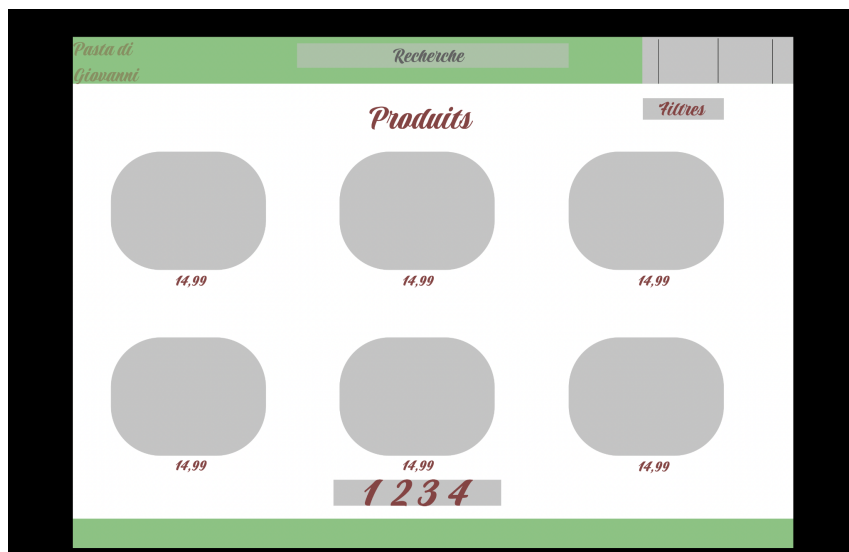 Pasta di
Giovanni
Recherche
Produits
Filtres
14,99
14,99
14,99
14,99
14,99
14,99
1 2 3 4